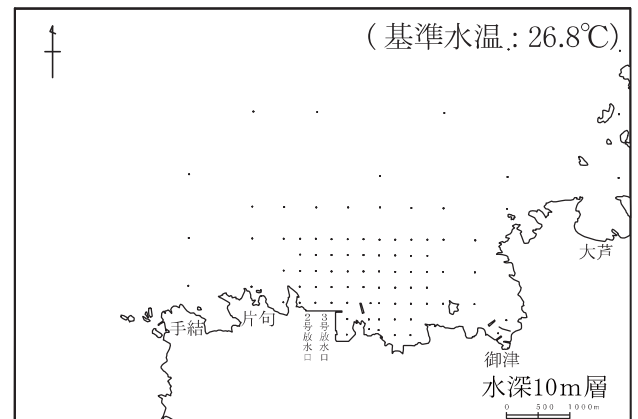 (基準水温:26.8℃)
大芦
手結
片句
2号放水口
3号放水口
御津
水深10m層
0 500 1000m